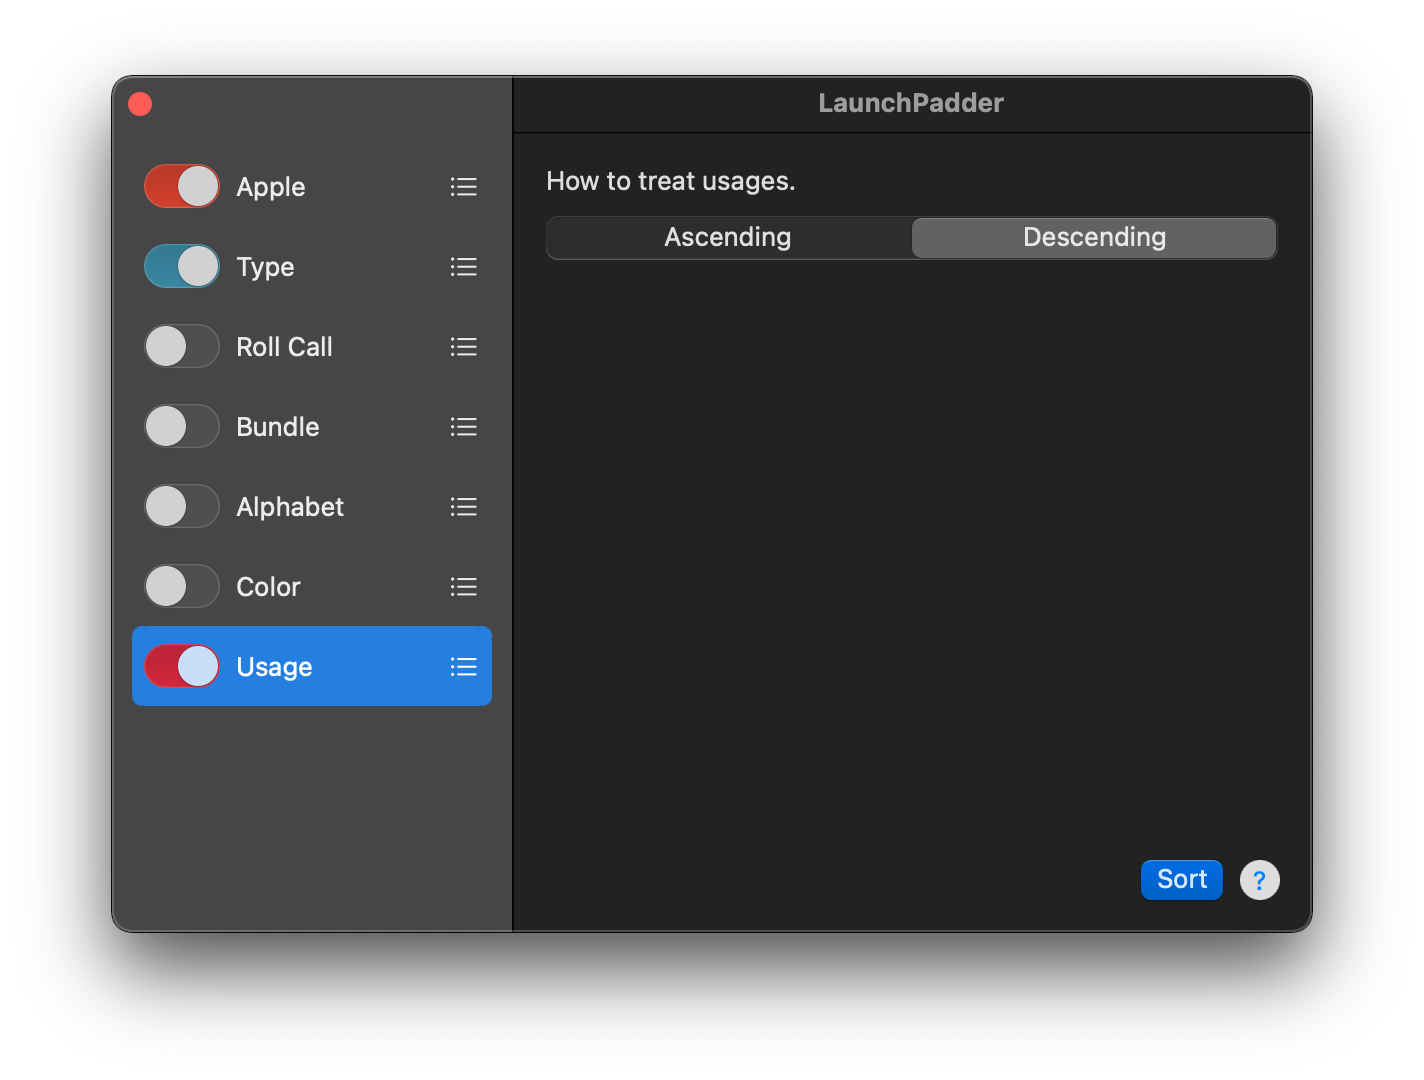 LaunchPadder
Apple
Type
Roll Call
Bundle
Alphabet
Color
Usage
How to treat usages.
Ascending
Descending
Sort
?